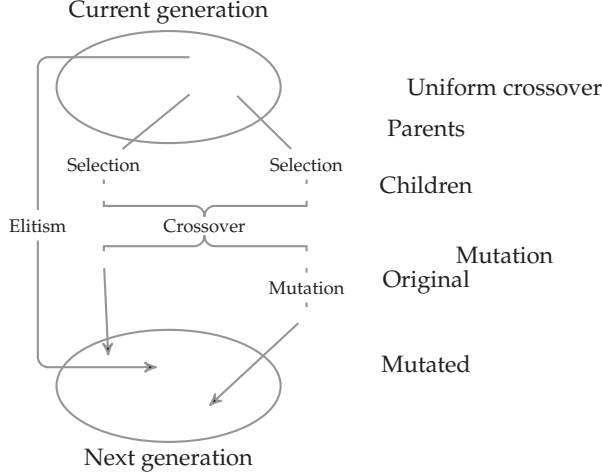 Current generation
Uniform crossover
Parents
Selection
Selection
Children
Elitism
Crossover
Mutation
Original
Mutation
Mutated
Next generation